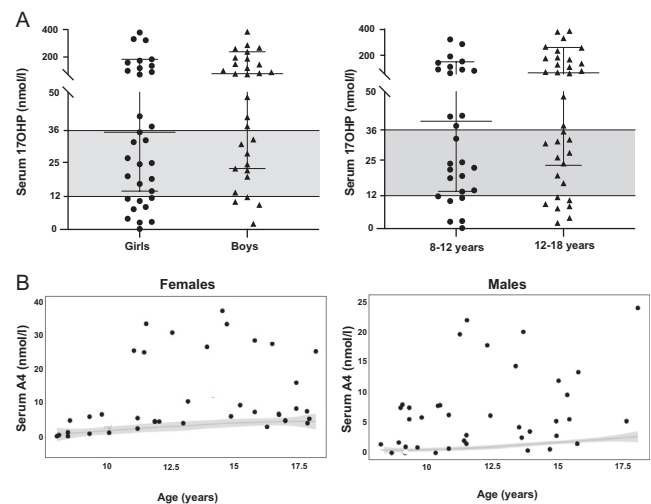 A
Serum 17OHP (nmol/l)
400
200
50
36
25
12
0
Girls
Boys
Serum 17OHP (nmol/l)
400
200
50
36
25
12
0
8-12 years
12-18 years
B
Females
Serum A4 (nmol/l)
40
30
20
10
0
10
12.5
15
17.5
Age (years)
Males
Serum A4 (nmol/l)
25
20
15
10
5
0
10
12.5
15
17.5
Age (years)